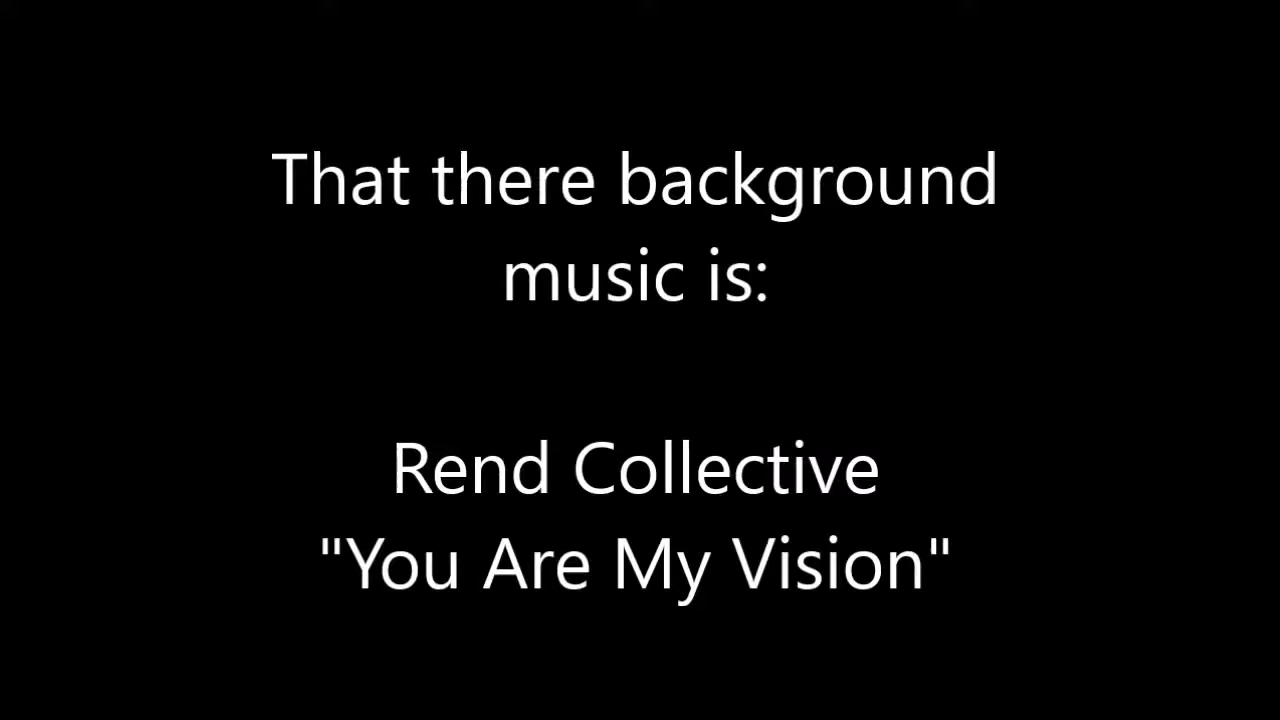 That there background
music is:
Rend Collective
"You Are My Vision"